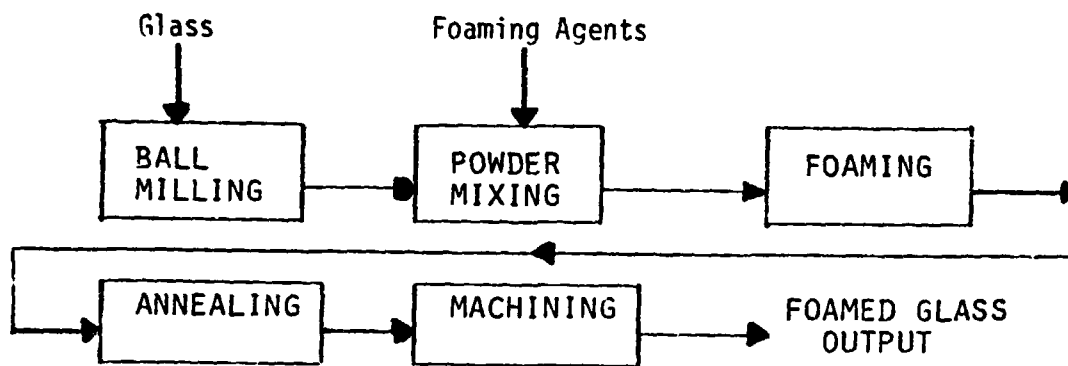 Glass
Foaming Agents
BALL
MILLING
POWDER
MIXING
FOAMING
ANNEALING
MACHINING
FOAMED GLASS
OUTPUT